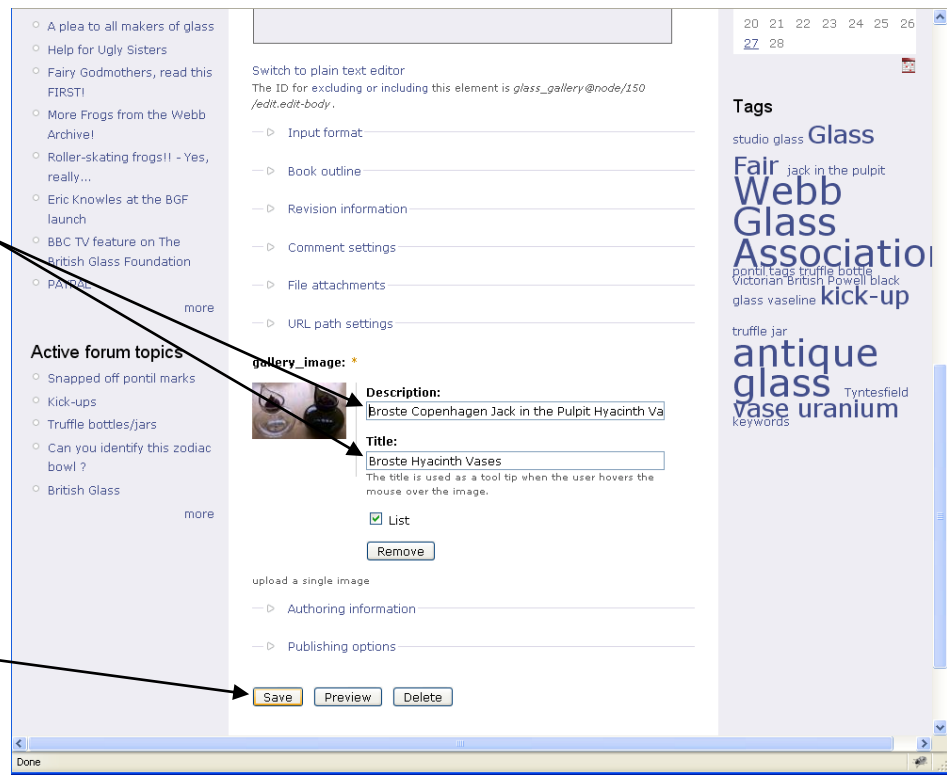 A plea to all makers of glass
Help for Ugly Sisters
Fairy Godmothers, read this
FIRST!
More Frogs from the Webb
Archive!
Roller-skating frogs!! - Yes,
really...
Eric Knowles at the BGF
launch
BBC TV feature on The
British Glass Foundation
PAYPAL
more
Active forum topics
Snapped off pontil marks
Kick-ups
Truffle bottles/jars
Can you identify this zodiac
bowl ?
British Glass
more
Switch to plain text editor
The ID for excluding or including this element is glass_gallery@node/150
/edit.edit-body.
Input format
Book outline
Revision information
Comment settings
File attachments
URL path settings
gallery_image: *
Description:
Broste Copenhagen Jack in the Pulpit Hyacinth Va
Title:
Broste Hyacinth Vases
The title is used as a tool tip when the user hovers the
mouse over the image.
List
Remove
upload a single image
Authoring information
Publishing options
Save Preview Delete
20 21 22 23 24 25 26
27 28
Tags
studio glass Glass
Fair jack in the pulpit
Webb
Glass
Association
pontil tags truffle bottle
Victorian British Powell black
glass vaseline kick-up
truffle jar
antique
glass Tyntesfield
vase uranium
keywords
Done